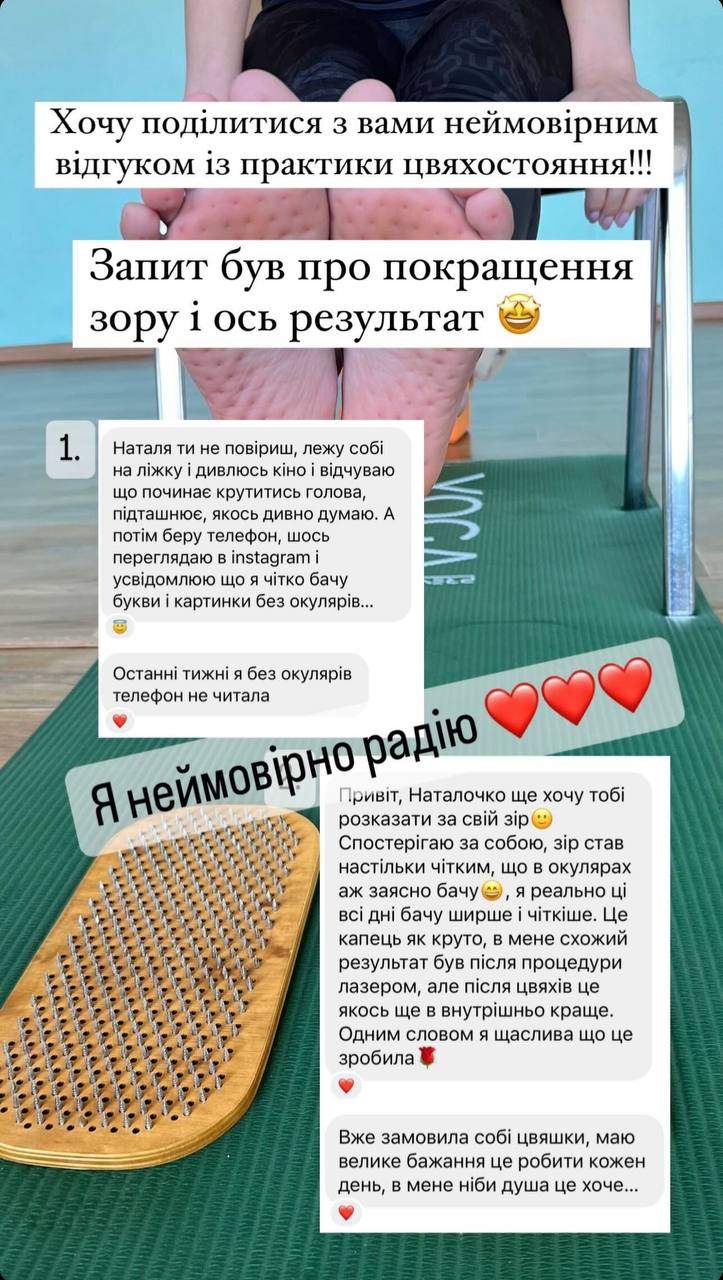 Хочу поділитися з вами неймовірним
відгуком із практики цвяхостояння!!!
Запит був про покращення
зору і ось результат 🤩
1.
Наталя ти не повіриш, лежу собі
на ліжку і дивлюсь кіно і відчуваю
що починає крутитись голова,
підташнює, якось дивно думаю. А
потім беру телефон, шось
переглядаю в instagram і
усвідомлюю що я чітко бачу
букви і картинки без окулярів...
😇
Останні тижні я без окулярів
телефон не читала
❤️
YOGA
Я неймовірно радію ❤️❤️❤️
Привіт, Наталочко ще хочу тобі
розказати за свій зір🙂
Спостерігаю за собою, зір став
настільки чітким, що в окулярах
аж заясно бачу😄, я реально ці
всі дні бачу ширше і чіткіше. Це
капець як круто, в мене схожий
результат був після процедури
лазером, але після цвяхів це
якось ще в внутрішньо краще.
Одним словом я щаслива що це
зробила🌹
❤️
Вже замовила собі цвяшки, маю
велике бажання це робити кожен
день, в мене ніби душа це хоче...
❤️